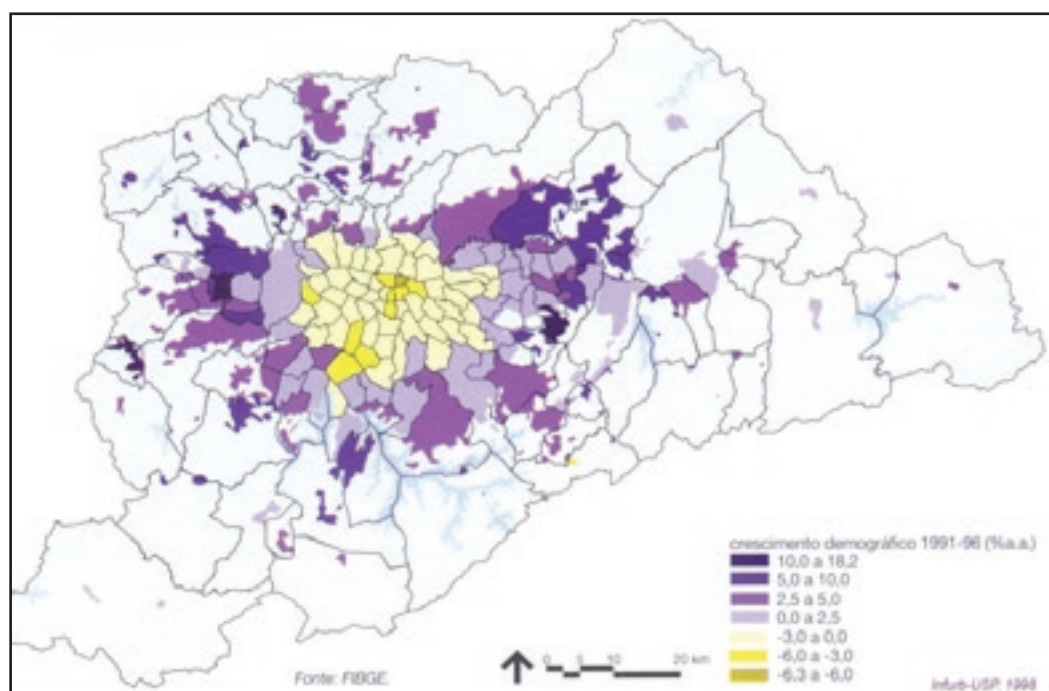 crescimento demográfico 1991-96 (%a.a.)
10,0 a 18,2
5,0 a 10,0
2,5 a 5,0
0,0 a 2,5
-3,0 a 0,0
-6,0 a -3,0
-6,3 a -6,0
0 5 10 20 km
Fonte: FIBGE
Infurb-USP, 1998